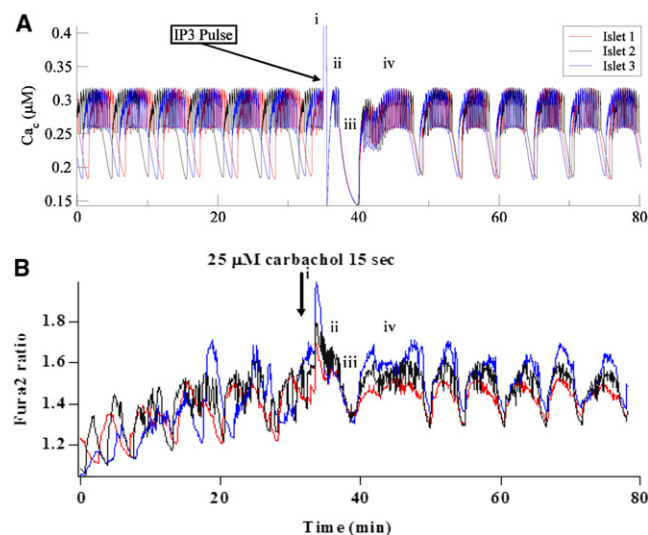 A
i
IP3 Pulse
ii
iv
iii
Islet 1
Islet 2
Islet 3
0.4
0.35
0.3
0.25
0.2
0.15
Ca_c (μM)
0
20
40
60
80
B
25 μM carbachol 15 sec
i
ii
iv
iii
1.8
1.6
1.4
1.2
Fura2 ratio
0
20
40
60
80
Time (min)